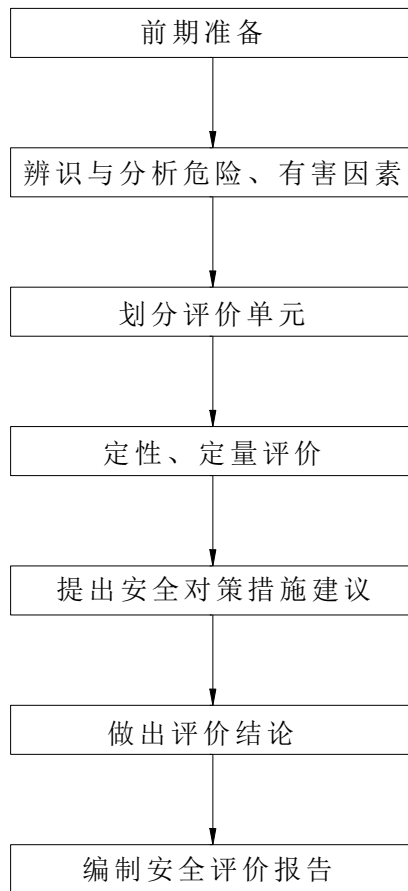 前期准备
辨识与分析危险、有害因素
划分评价单元
定性、定量评价
提出安全对策措施建议
做出评价结论
编制安全评价报告